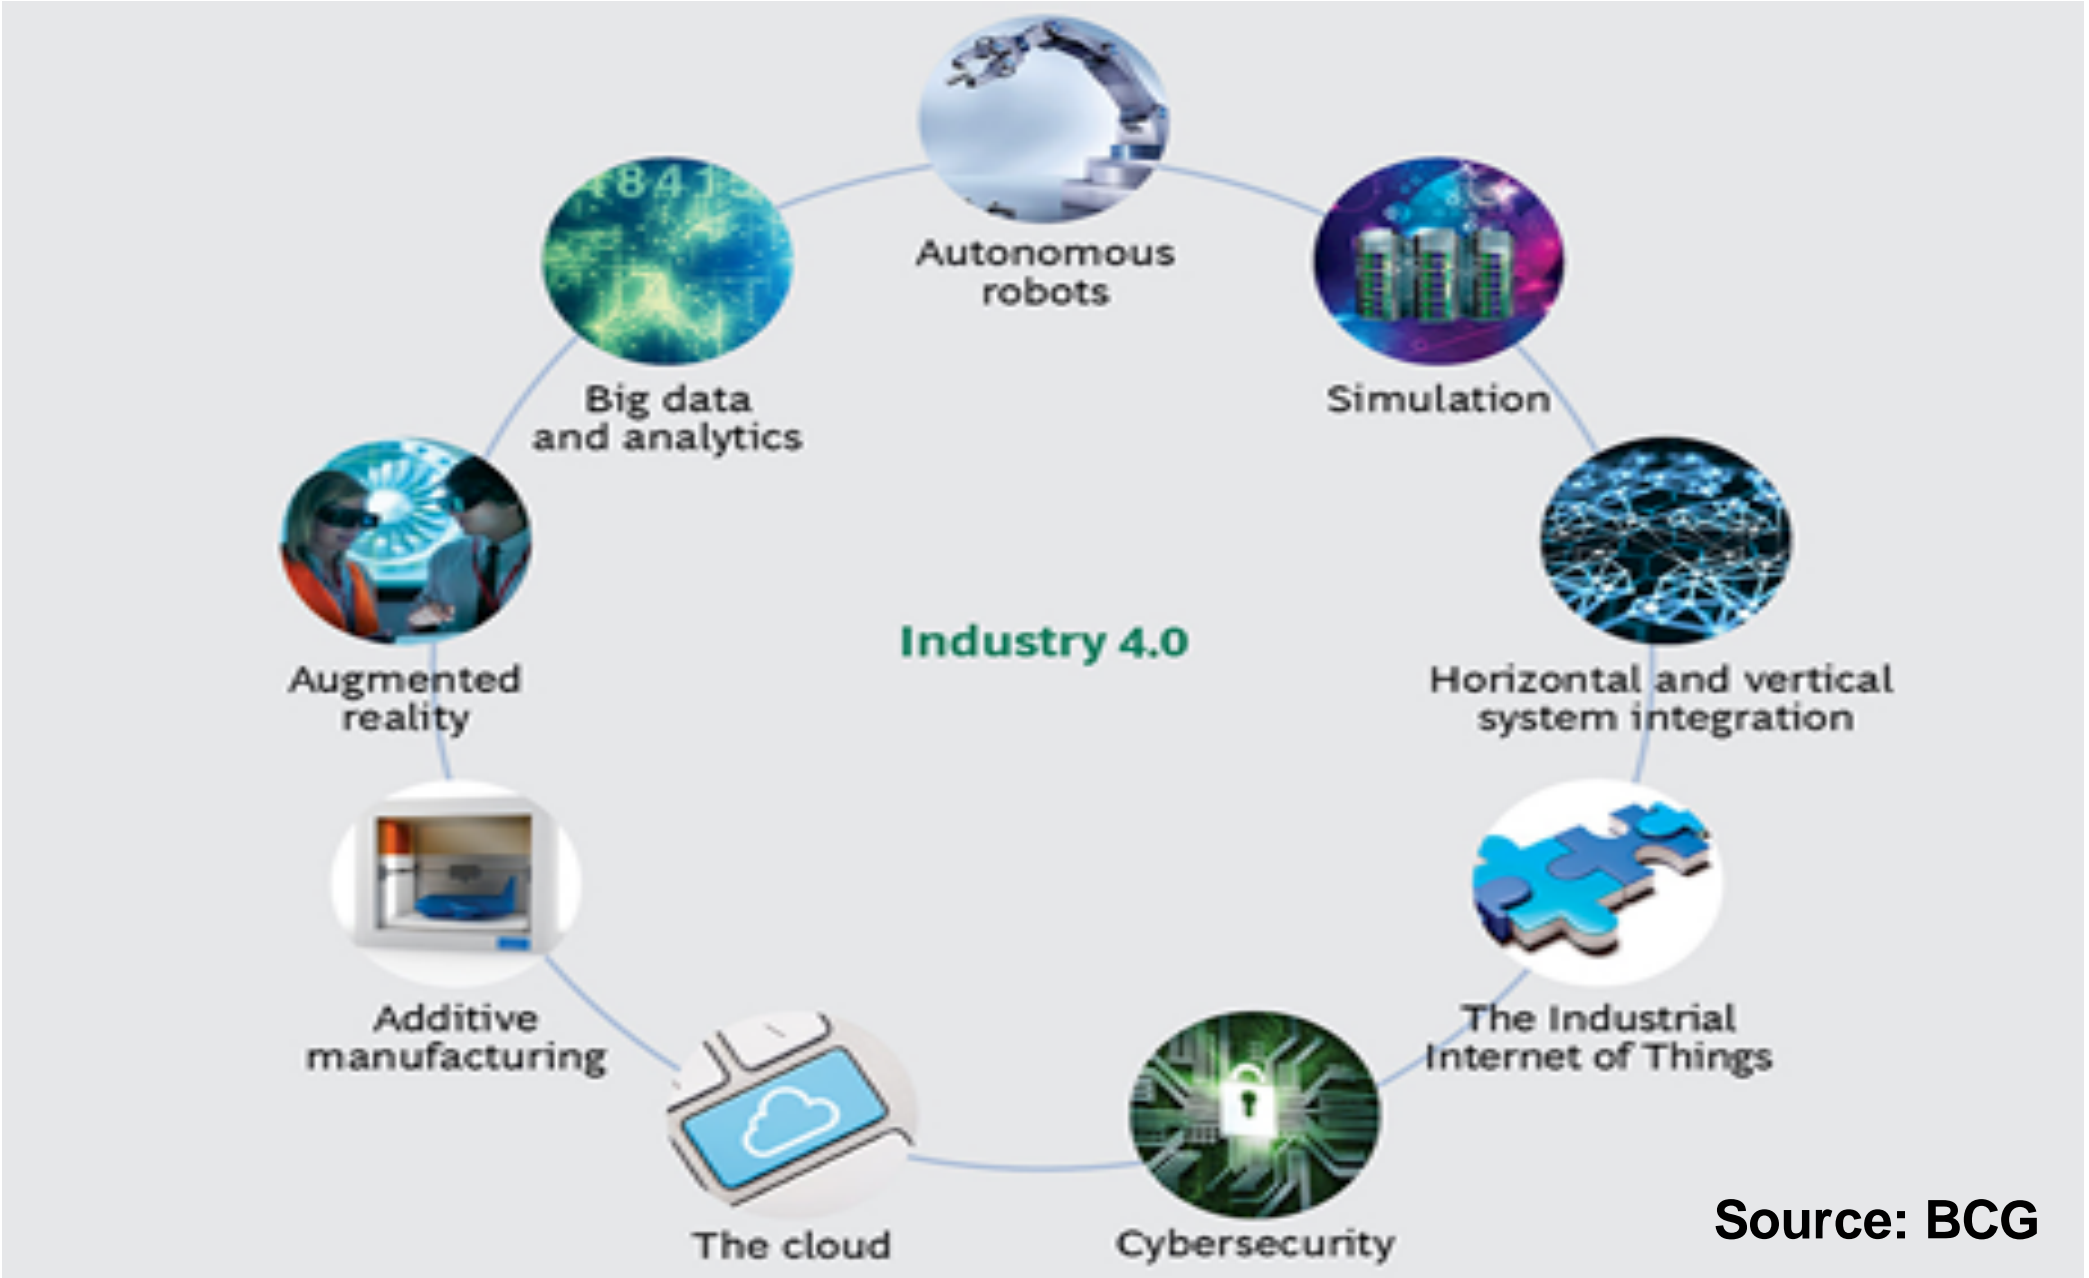 48415
Autonomous
robots
Big data
and analytics
Simulation
Augmented
reality
Industry 4.0
Horizontal and vertical
system integration
Additive
manufacturing
The Industrial
Internet of Things
The cloud
Cybersecurity
Source: BCG